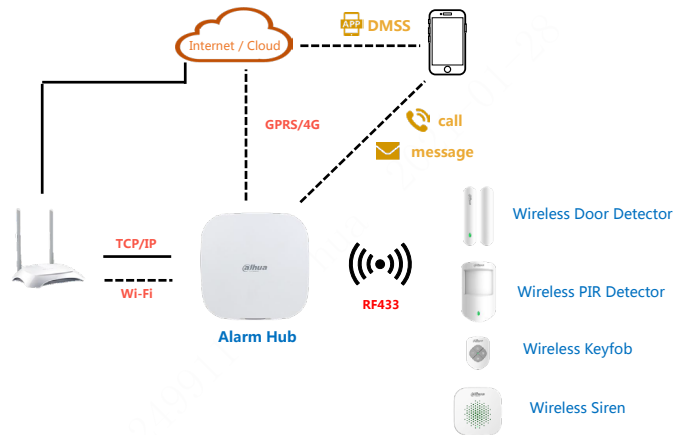 APP DMSS
Internet / Cloud
GPRS/4G
call
message
Wireless Door Detector
TCP/IP
alhua
Wi-Fi
RF433
Wireless PIR Detector
Alarm Hub
Wireless Keyfob
Wireless Siren